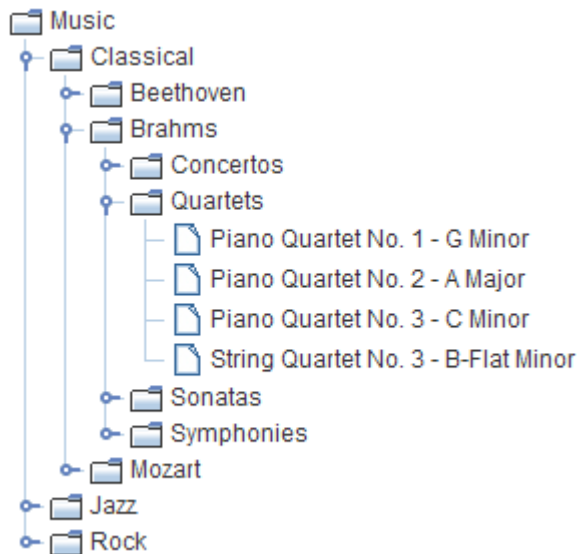 Music
Classical
Beethoven
Brahms
Concertos
Quartets
Piano Quartet No. 1 - G Minor
Piano Quartet No. 2 - A Major
Piano Quartet No. 3 - C Minor
String Quartet No. 3 - B-Flat Minor
Sonatas
Symphonies
Mozart
Jazz
Rock